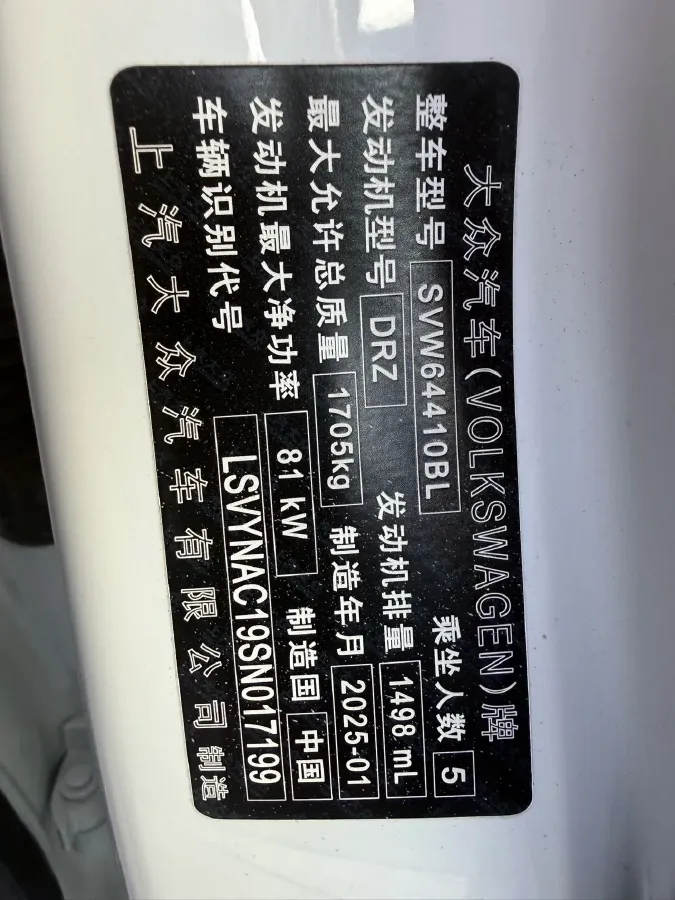 大众汽车(VOLKSWAGEN)牌
整车型号 SVW64410BL 乘坐人数 5
发动机型号 DRZ 发动机排量 1498 mL
最大允许总质量 1705kg 制造年月 2025-01
发动机最大净功率 81 kW 制造国 中国
车辆识别代号 LSVYNAC19SN017199
上汽大众汽车有限公司 制造